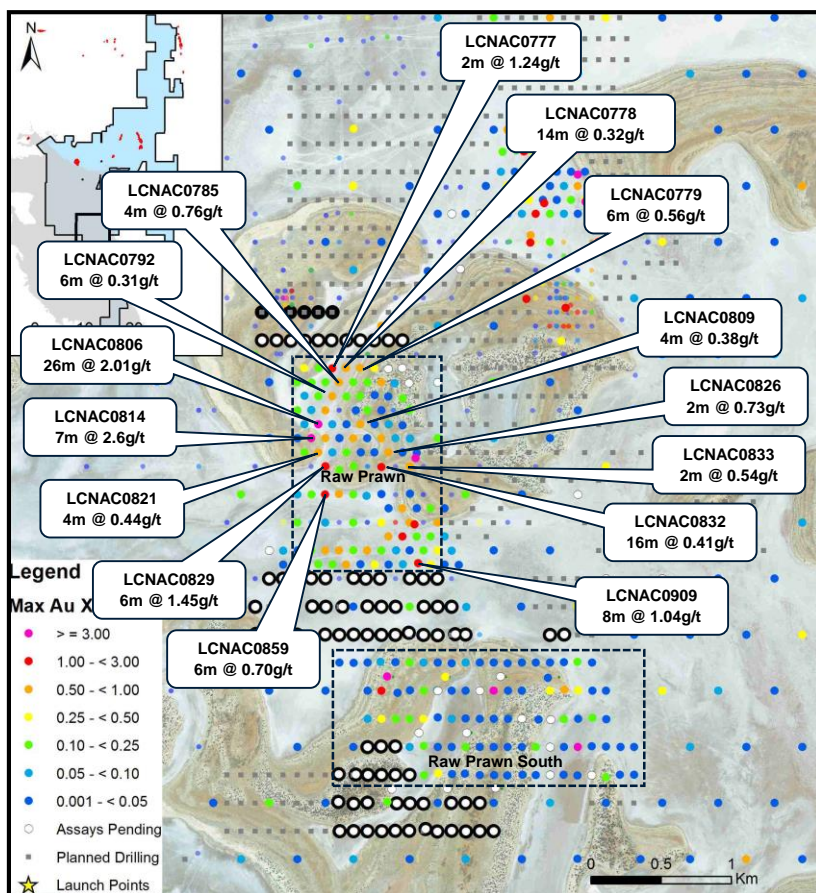 N
LCNAC0777
2m @ 1.24g/t
LCNAC0778
14m @ 0.32g/t
LCNAC0785
4m @ 0.76g/t
LCNAC0779
6m @ 0.56g/t
LCNAC0792
6m @ 0.31g/t
LCNAC0806
26m @ 2.01g/t
LCNAC0809
4m @ 0.38g/t
LCNAC0826
2m @ 0.73g/t
LCNAC0814
7m @ 2.6g/t
LCNAC0833
2m @ 0.54g/t
Raw Prawn
LCNAC0821
4m @ 0.44g/t
LCNAC0832
16m @ 0.41g/t
LCNAC0829
6m @ 1.45g/t
LCNAC0909
8m @ 1.04g/t
LCNAC0859
6m @ 0.70g/t
Raw Prawn South
Legend
Max Au X
> = 3.00
1.00 - < 3.00
0.50 - < 1.00
0.25 - < 0.50
0.10 - < 0.25
0.05 - < 0.10
0.001 - < 0.05
Assays Pending
Planned Drilling
Launch Points
0 0.5 1
Km